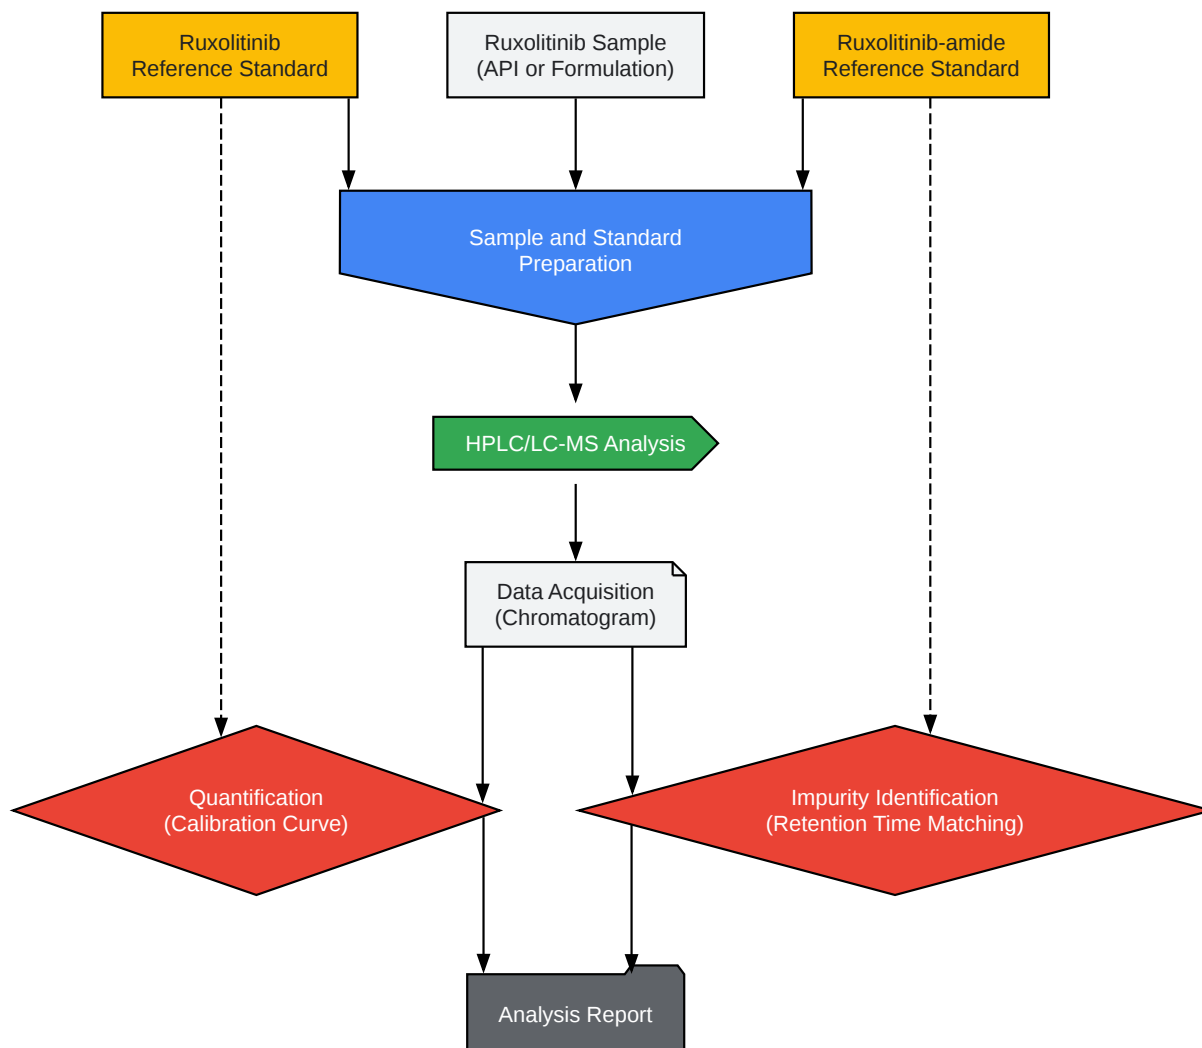 Ruxolitinib
Reference Standard
Ruxolitinib Sample
(API or Formulation)
Ruxolitinib-amide
Reference Standard
Sample and Standard
Preparation
HPLC/LC-MS Analysis
Data Acquisition
(Chromatogram)
Quantification
(Calibration Curve)
Impurity Identification
(Retention Time Matching)
Analysis Report